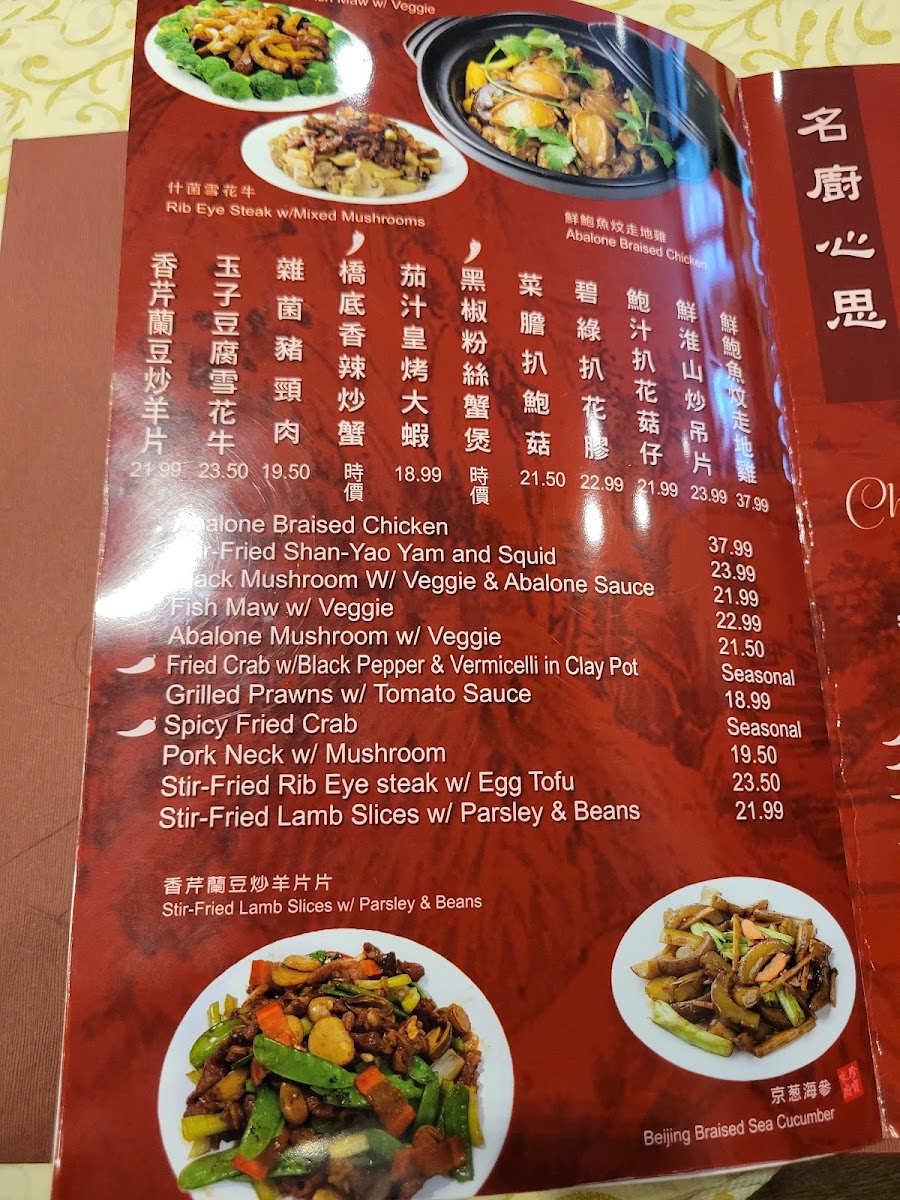 Maw w/ Veggie
什菌雪花牛
Rib Eye Steak w/Mixed Mushrooms
鮮鮑魚炆走地雞
Abalone Braised Chicken
名廚心思
鮮鮑魚炆走地雞 37.99
鮮淮山炒吊片 23.99
鮑汁扒花菇仔 21.99
碧綠扒花膠 22.99
菜膽扒鮑菇 21.50
黑椒粉絲蟹煲 時價
茄汁皇烤大蝦 18.99
橋底香辣炒蟹 時價
雜菌豬頸肉 19.50
玉子豆腐雪花牛 23.50
香芹蘭豆炒羊片 21.99
Abalone Braised Chicken 37.99
Stir-Fried Shan-Yao Yam and Squid 23.99
Black Mushroom W/ Veggie & Abalone Sauce 21.99
Fish Maw w/ Veggie 22.99
Abalone Mushroom w/ Veggie 21.50
Fried Crab w/Black Pepper & Vermicelli in Clay Pot Seasonal
Grilled Prawns w/ Tomato Sauce 18.99
Spicy Fried Crab Seasonal
Pork Neck w/ Mushroom 19.50
Stir-Fried Rib Eye steak w/ Egg Tofu 23.50
Stir-Fried Lamb Slices w/ Parsley & Beans 21.99
香芹蘭豆炒羊片片
Stir-Fried Lamb Slices w/ Parsley & Beans
京葱海參
Beijing Braised Sea Cucumber
Ch